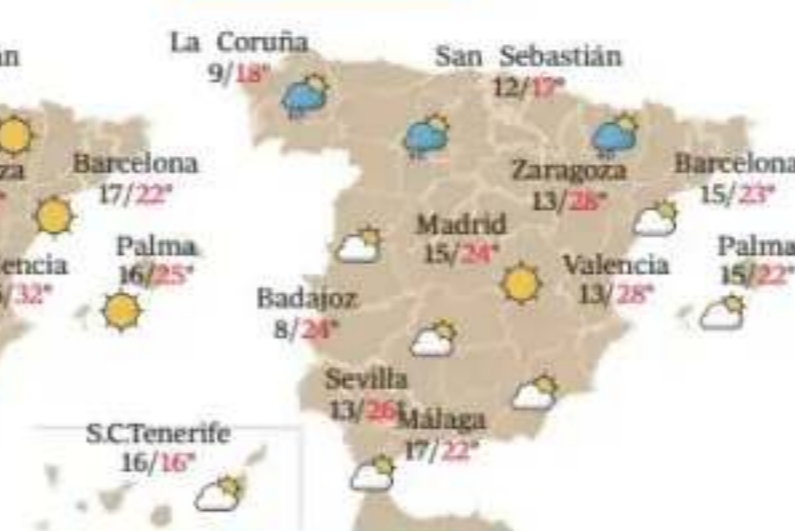 La Coruña
9/18°
San Sebastián
12/17°
Barcelona
17/22°
Zaragoza
13/28°
Barcelona
15/23°
Palma
16/25°
Madrid
15/24°
Valencia
13/28°
Palma
15/22°
/32°
Badajoz
8/24°
Sevilla
13/26°
Málaga
17/22°
S.C.Tenerife
16/16°